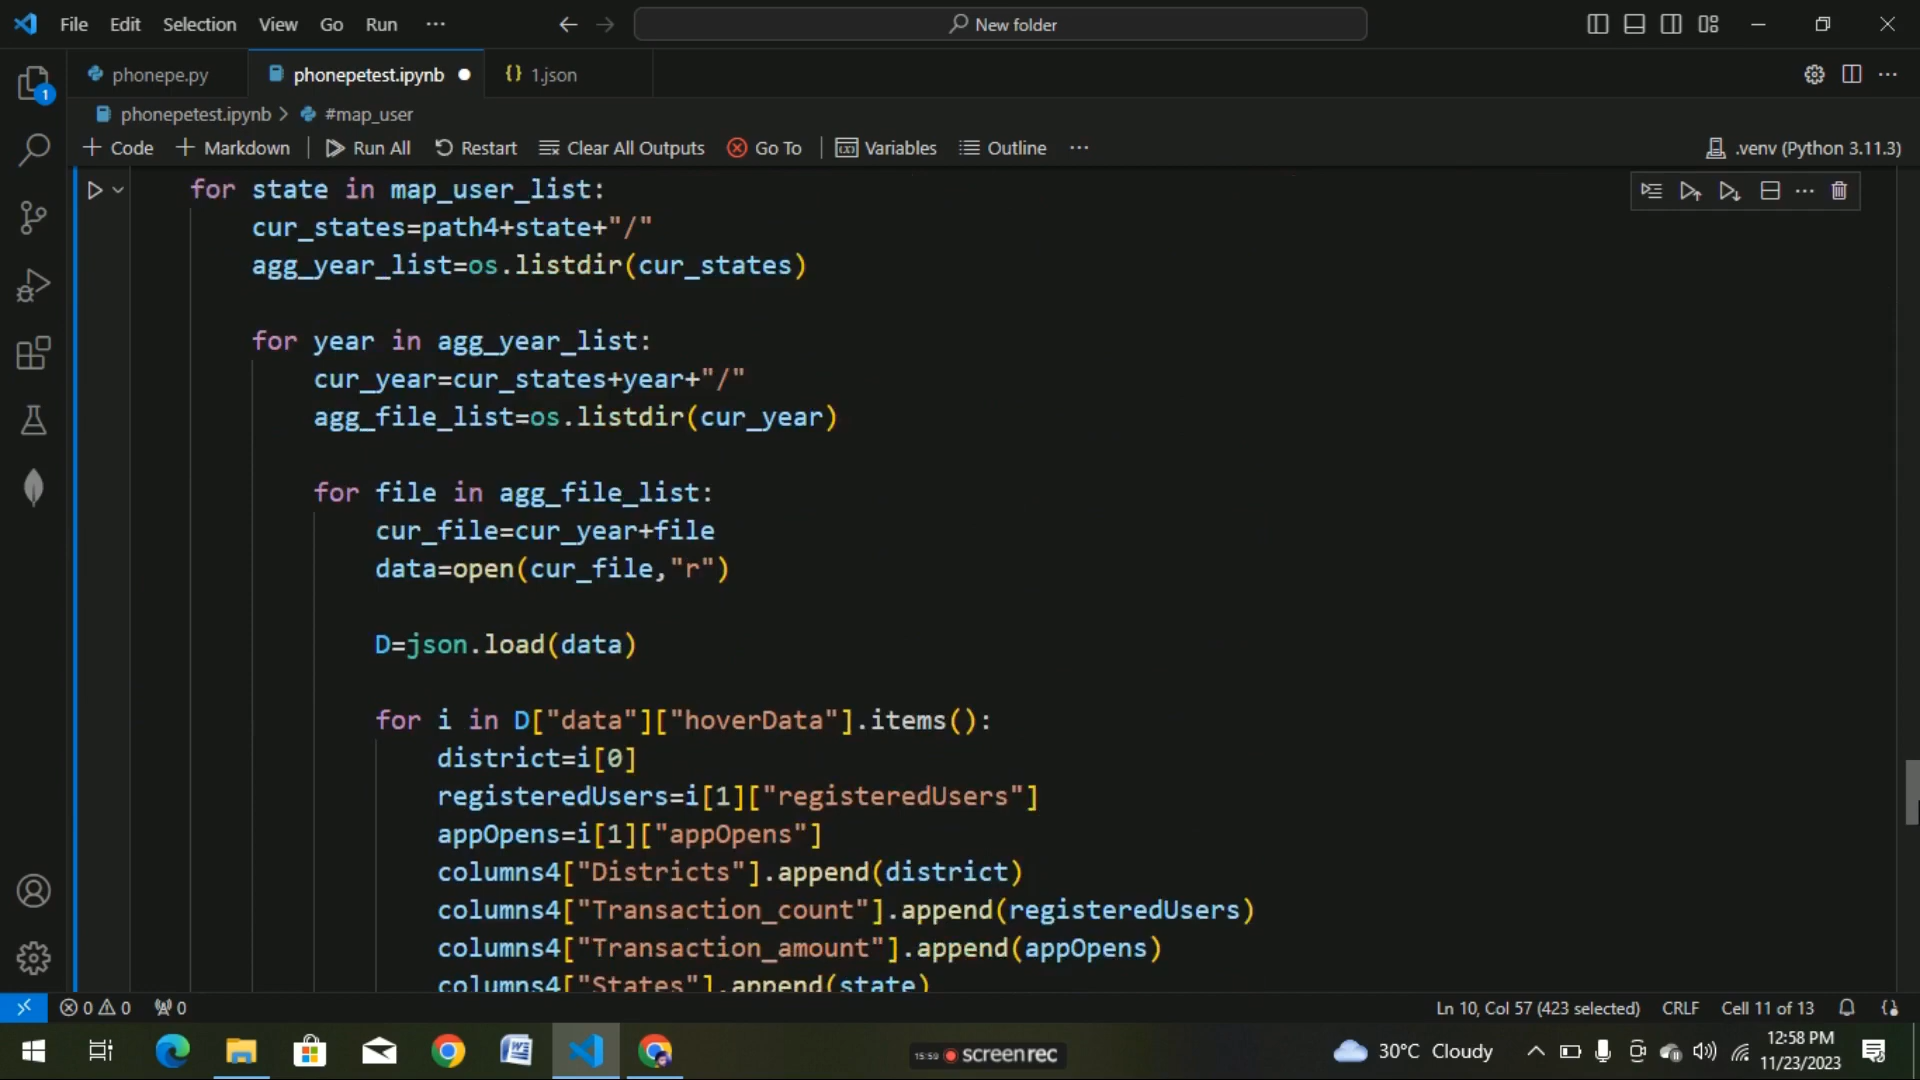 File Edit Selection View Go Run ··· New folder
phonepe.py phonepetest.ipynb 1.json
phonepetest.ipynb > #map_user
Code Markdown Run All Restart Clear All Outputs Go To Variables Outline ··· .venv (Python 3.11.3)
for state in map_user_list:
cur_states=path4+state+"/"
agg_year_list=os.listdir(cur_states)
for year in agg_year_list:
cur_year=cur_states+year+"/"
agg_file_list=os.listdir(cur_year)
for file in agg_file_list:
cur_file=cur_year+file
data=open(cur_file,"r")
D=json.load(data)
for i in D["data"]["hoverData"].items():
district=i[0]
registeredUsers=i[1]["registeredUsers"]
appOpens=i[1]["appOpens"]
columns4["Districts"].append(district)
columns4["Transaction_count"].append(registeredUsers)
columns4["Transaction_amount"].append(appOpens)
columns4["States"].append(state)
0 0 0 Ln 10, Col 57 (423 selected) CRLF Cell 11 of 13
15:59 screenrec 30°C Cloudy 12:58 PM
11/23/2023
1